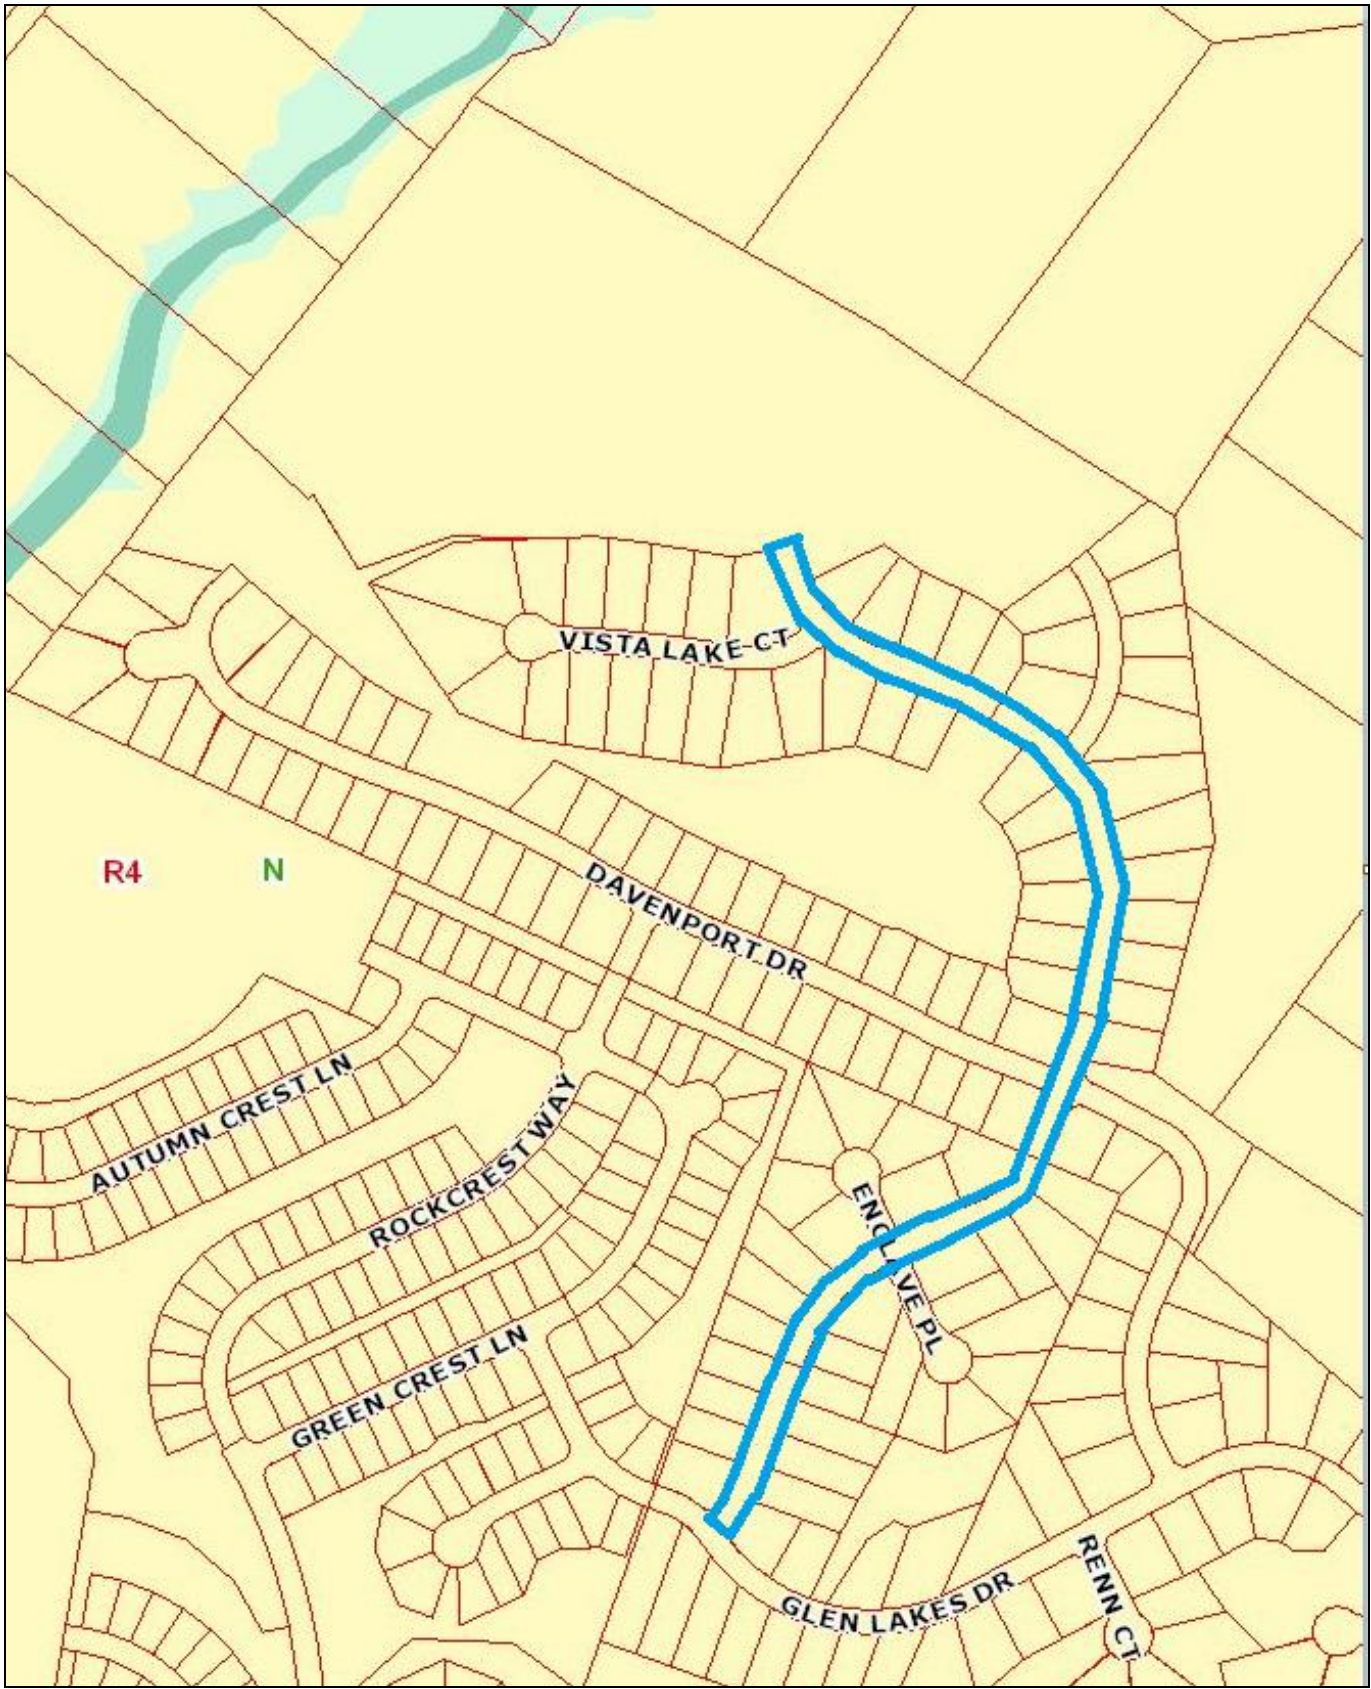 VISTA LAKE CT
R4
N
DAVENPORT DR
AUTUMN CREST LN
ROCKCREST WAY
ENCLAVE PL
GREEN CREST LN
GLEN LAKES DR
RENN CT